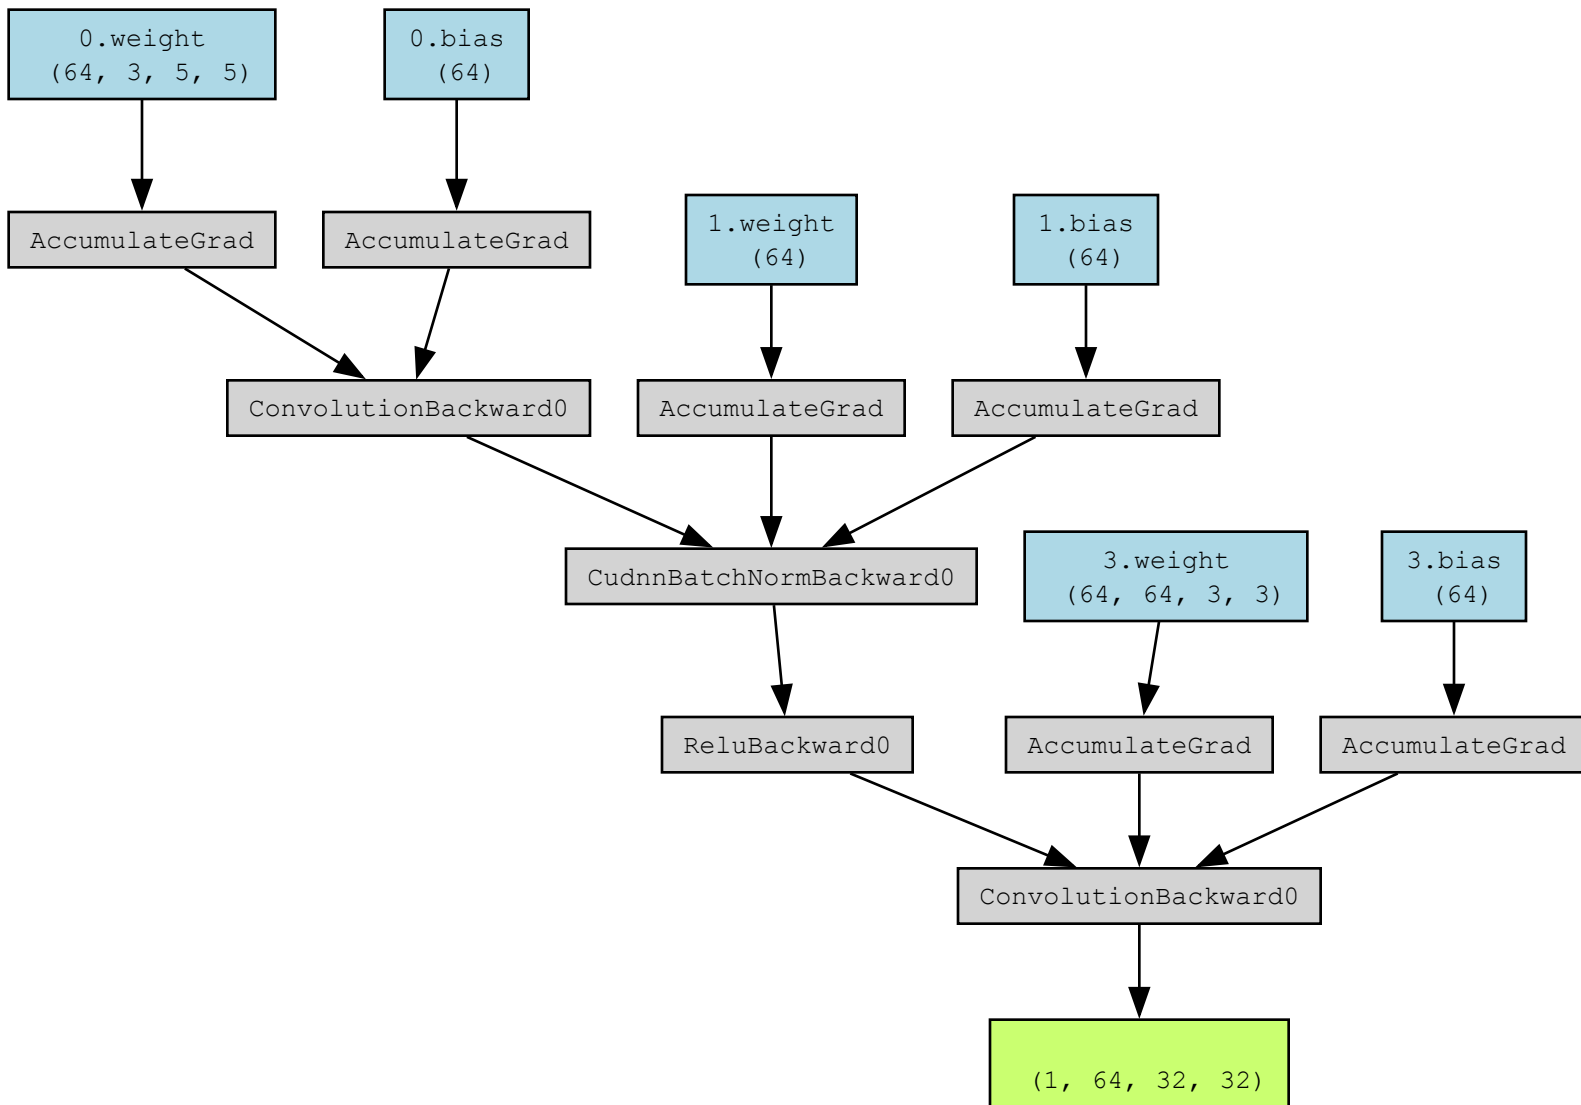 0.weight
(64, 3, 5, 5)
0.bias
(64)
AccumulateGrad
AccumulateGrad
1.weight
(64)
1.bias
(64)
ConvolutionBackward0
AccumulateGrad
AccumulateGrad
CudnnBatchNormBackward0
3.weight
(64, 64, 3, 3)
3.bias
(64)
ReluBackward0
AccumulateGrad
AccumulateGrad
ConvolutionBackward0
(1, 64, 32, 32)